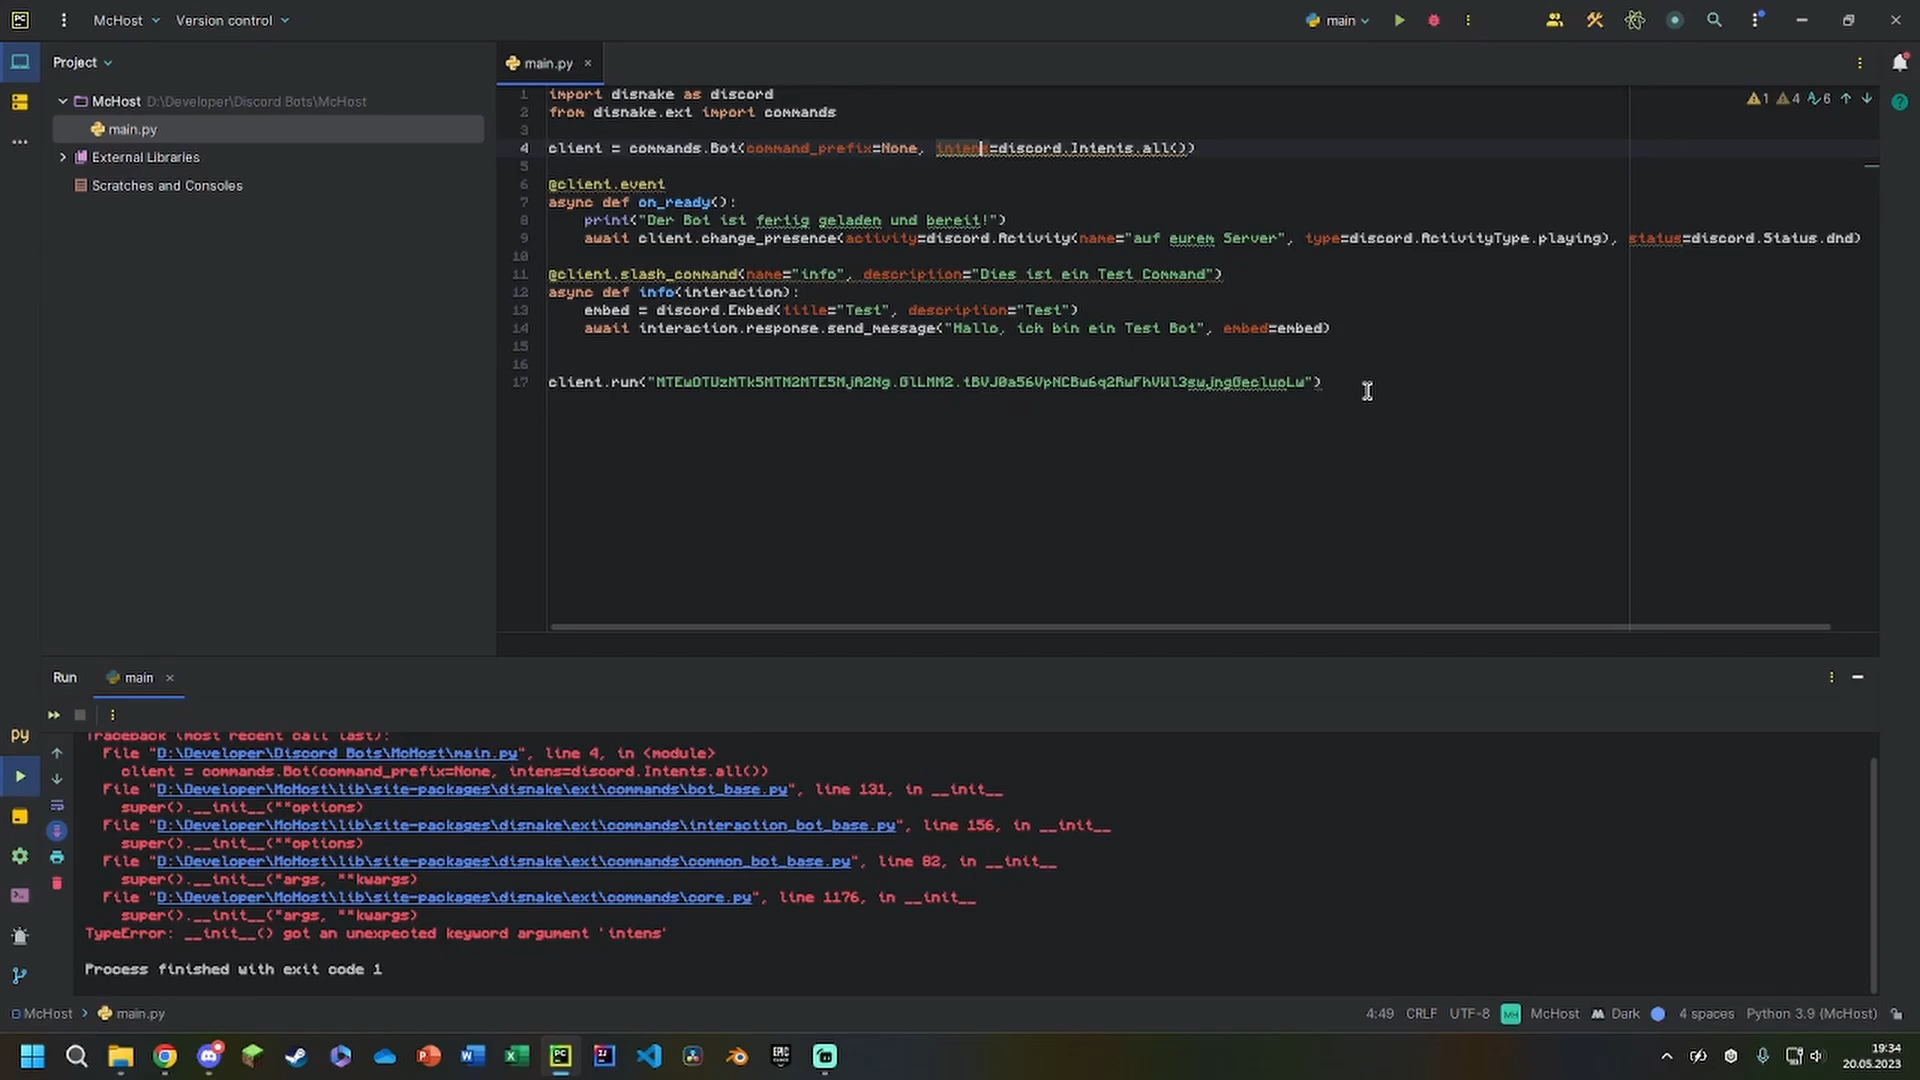 McHost
Version control
main
Project
main.py
McHost D:\Developer\Discord Bots\McHost
main.py
External Libraries
Scratches and Consoles
1 4 6
1 import disnake as discord
2 from disnake.ext import commands
3
4 client = commands.Bot(command_prefix=None, intens=discord.Intents.all())
5
6 @client.event
7 async def on_ready():
8 print("Der Bot ist fertig geladen und bereit!")
9 await client.change_presence(activity=discord.Activity(name="auf eurem Server", type=discord.ActivityType.playing), status=discord.Status.dnd)
10
11 @client.slash_command(name="info", description="Dies ist ein Test Command")
12 async def info(interaction):
13 embed = discord.Embed(title="Test", description="Test")
14 await interaction.response.send_message("Hallo, ich bin ein Test Bot", embed=embed)
15
16
17 client.run("
Run
main
Traceback (most recent call last):
File "D:\Developer\Discord Bots\McHost\main.py", line 4, in <module>
client = commands.Bot(command_prefix=None, intens=discord.Intents.all())
File "D:\Developer\McHost\lib\site-packages\disnake\ext\commands\bot_base.py", line 131, in __init__
super().__init__(**options)
File "D:\Developer\McHost\lib\site-packages\disnake\ext\commands\interaction_bot_base.py", line 156, in __init__
super().__init__(**options)
File "D:\Developer\McHost\lib\site-packages\disnake\ext\commands\common_bot_base.py", line 82, in __init__
super().__init__(*args, **kwargs)
File "D:\Developer\McHost\lib\site-packages\disnake\ext\commands\core.py", line 1176, in __init__
super().__init__(*args, **kwargs)
TypeError: __init__() got an unexpected keyword argument 'intens'
Process finished with exit code 1
McHost > main.py
4:49 CRLF UTF-8 MH McHost Dark 4 spaces Python 3.9 (McHost)
19:34
20.05.2023